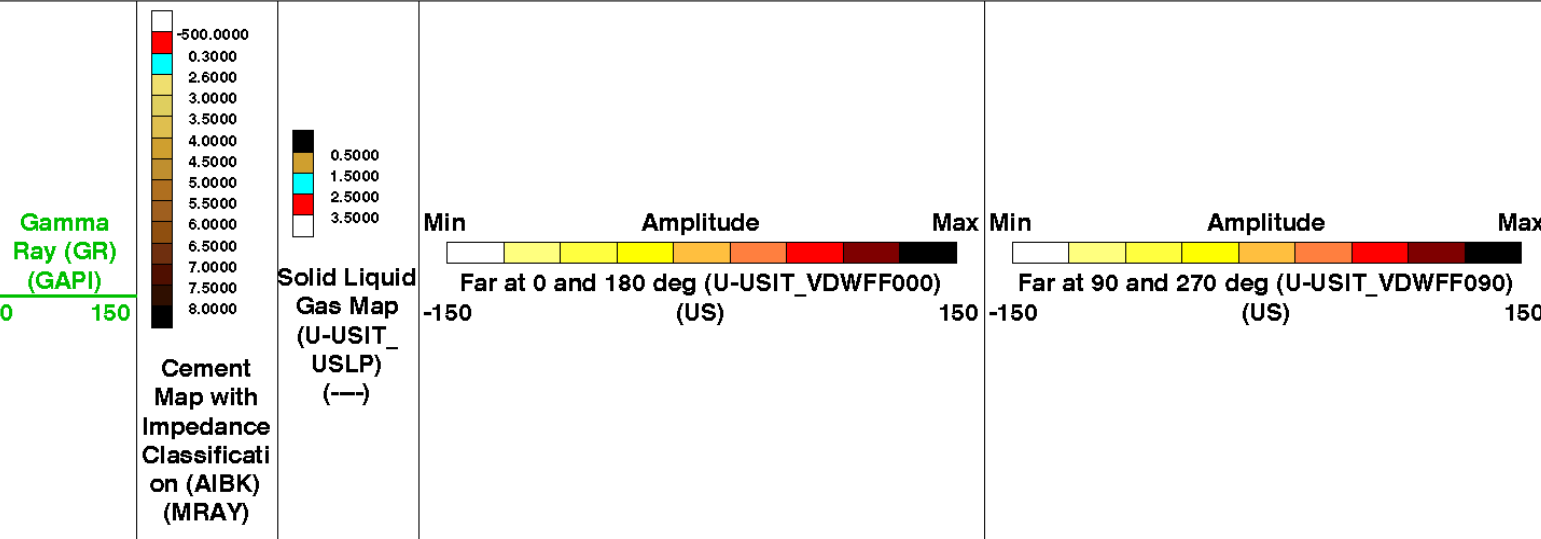 Gamma
Ray (GR)
(GAPI)
0 150
-500.0000
0.3000
2.6000
3.0000
3.5000
4.0000
4.5000
5.0000
5.5000
6.0000
6.5000
7.0000
7.5000
8.0000
Cement
Map with
Impedance
Classificati
on (AIBK)
(MRAY)
0.5000
1.5000
2.5000
3.5000
Solid Liquid
Gas Map
(U-USIT_
USLP)
(----)
Min Amplitude Max
Far at 0 and 180 deg (U-USIT_VDWFF000)
-150 (US) 150
Min Amplitude Max
Far at 90 and 270 deg (U-USIT_VDWFF090)
-150 (US) 150